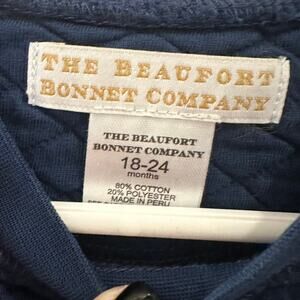 THE BEAUFORT
BONNET COMPANY
THE BEAUFORT
BONNET COMPANY
18-24
months
80% COTTON
20% POLYESTER
MADE IN PERU